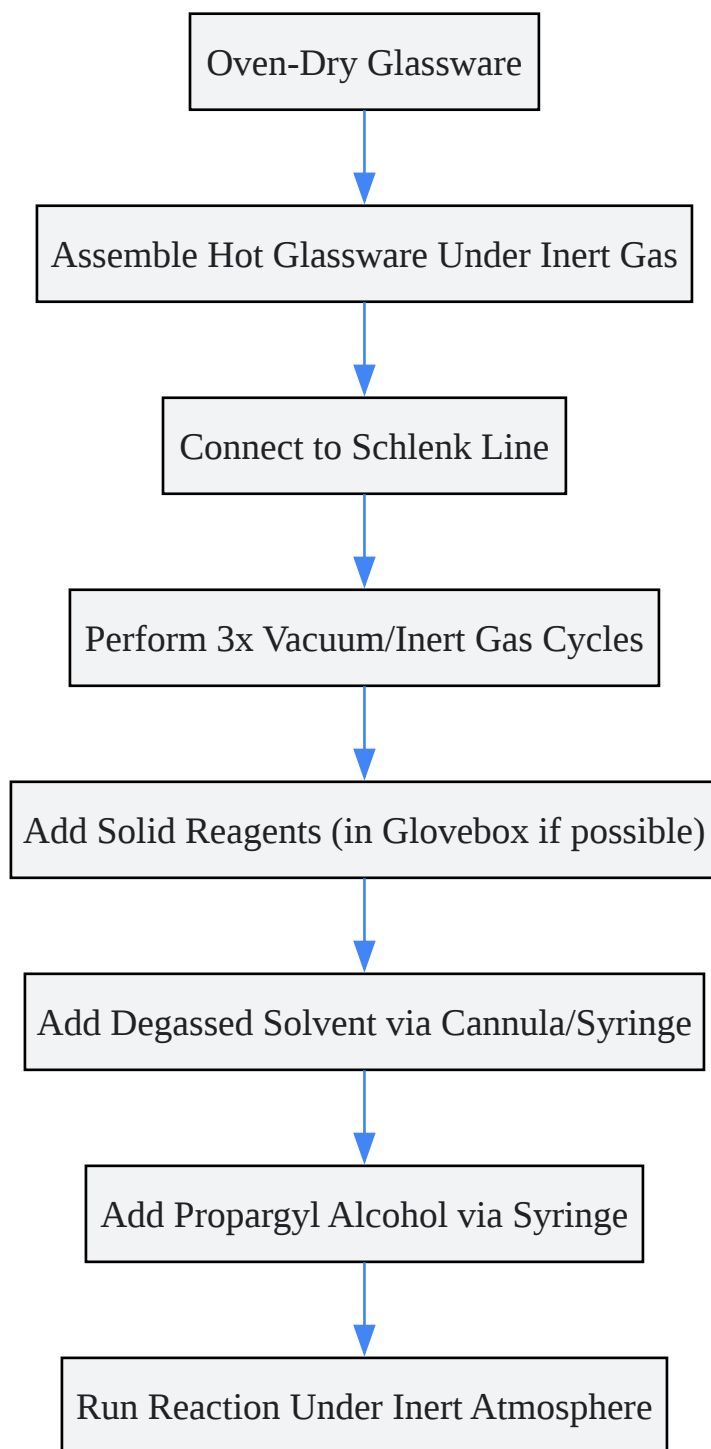 Oven-Dry Glassware
Assemble Hot Glassware Under Inert Gas
Connect to Schlenk Line
Perform 3x Vacuum/Inert Gas Cycles
Add Solid Reagents (in Glovebox if possible)
Add Degassed Solvent via Cannula/Syringe
Add Propargyl Alcohol via Syringe
Run Reaction Under Inert Atmosphere